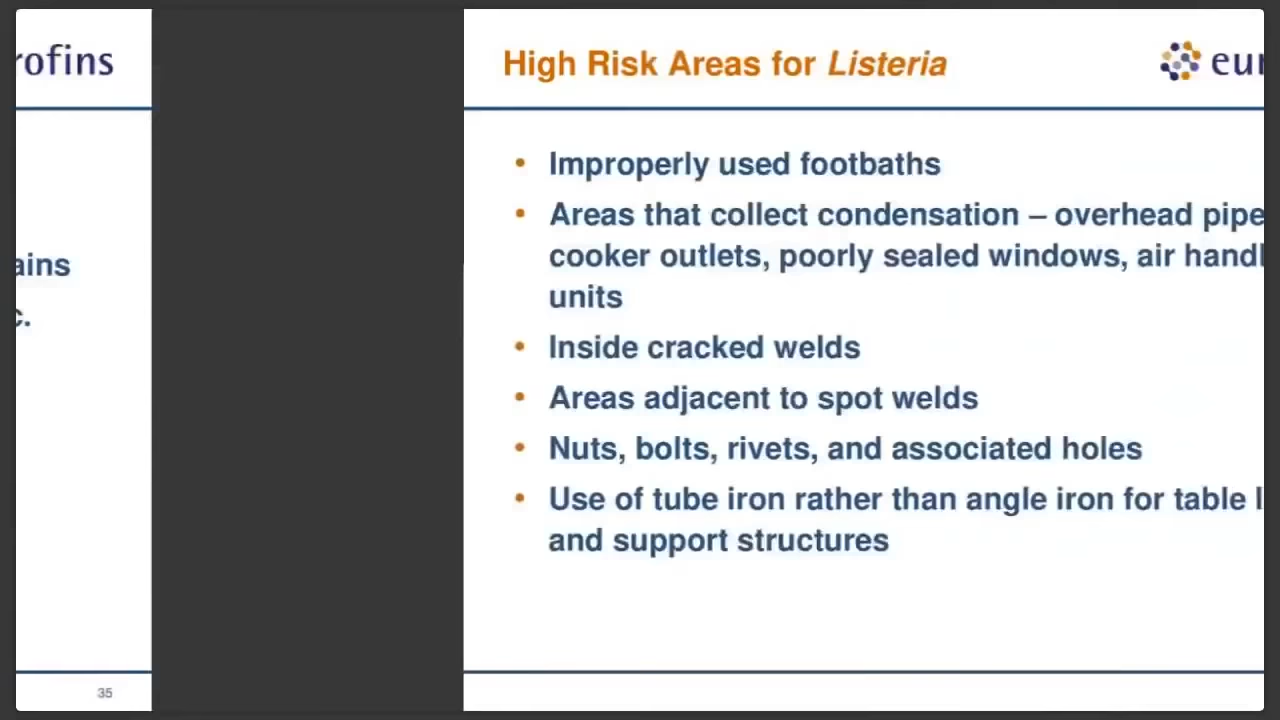 rofins
ains
c.
35
High Risk Areas for Listeria
eur
• Improperly used footbaths
• Areas that collect condensation – overhead pipe
cooker outlets, poorly sealed windows, air handl
units
• Inside cracked welds
• Areas adjacent to spot welds
• Nuts, bolts, rivets, and associated holes
• Use of tube iron rather than angle iron for table l
and support structures